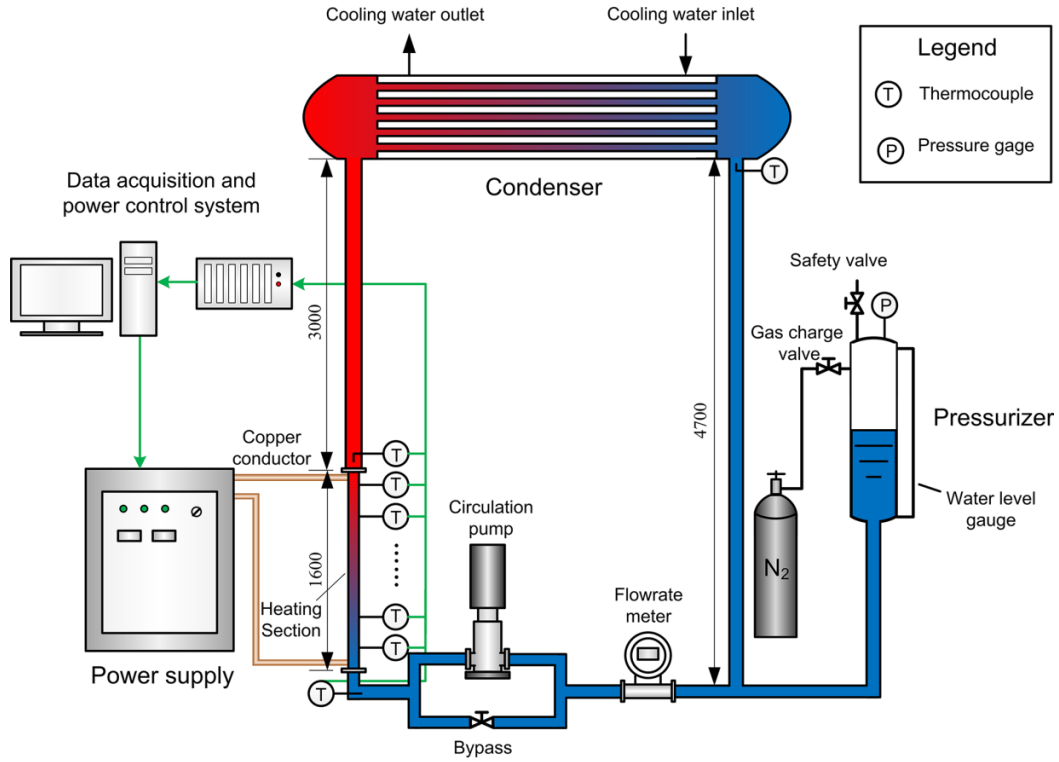 Cooling water outlet
Cooling water inlet
Legend
T
Thermocouple
P
Pressure gage
Condenser
T
Data acquisition and
power control system
3000
4700
Safety valve
P
Gas charge
valve
Pressurizer
Water level
gauge
N2
Copper
conductor
T
T
T
Circulation
pump
1600
Heating
Section
T
T
Flowrate
meter
Power supply
T
Bypass